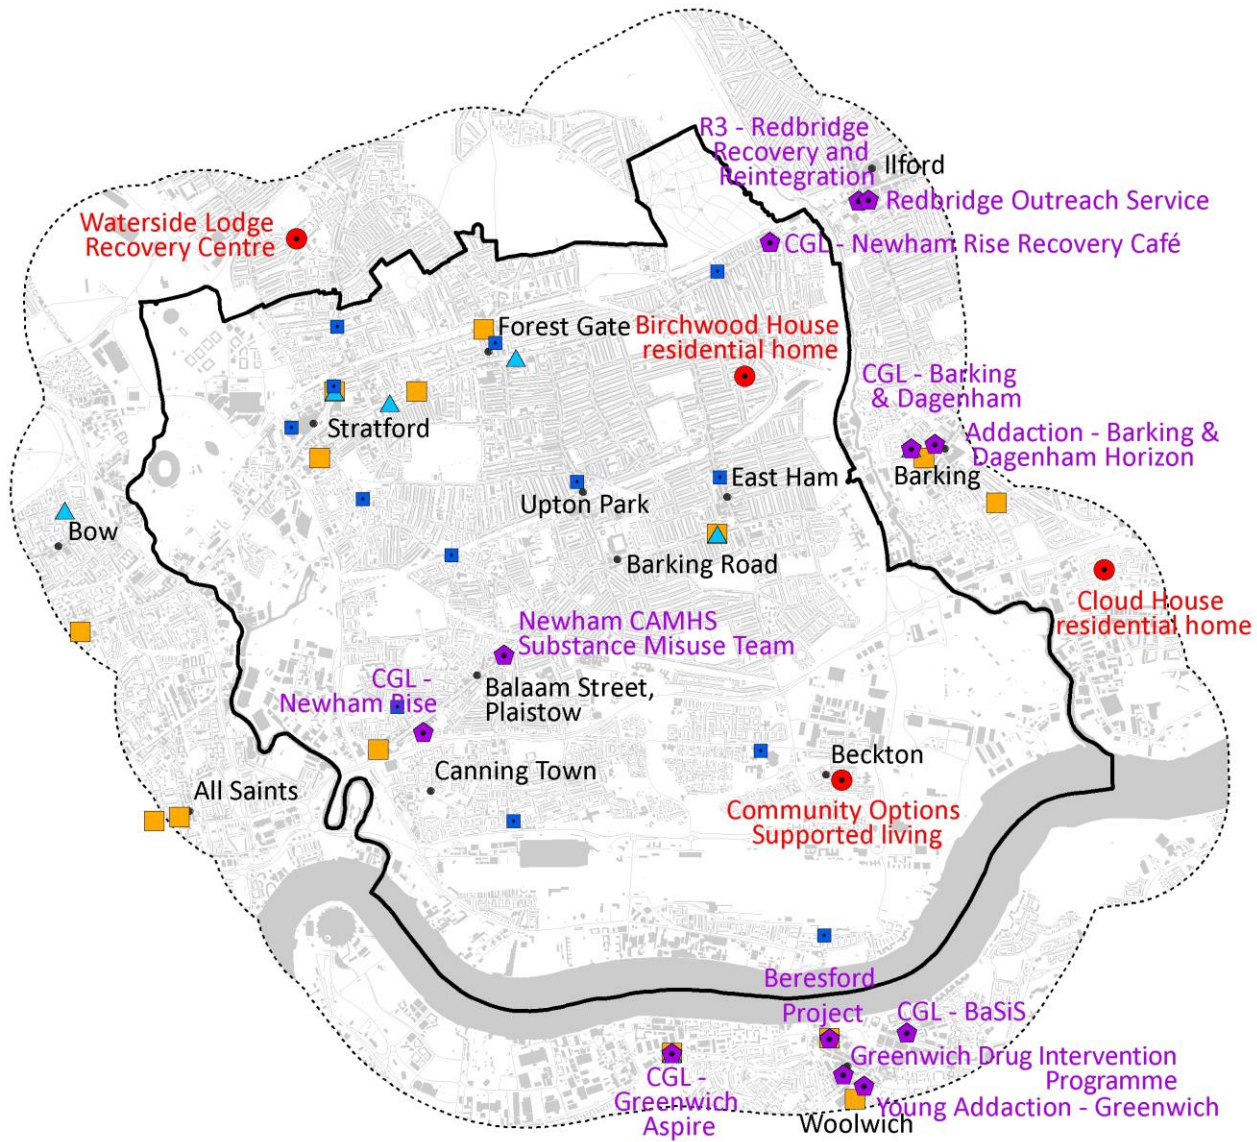 R3 - Redbridge
Recovery and
Reintegration
Ilford
Redbridge Outreach Service
Waterside Lodge
Recovery Centre
CGL - Newham Rise Recovery Café
Forest Gate
Birchwood House
residential home
CGL - Barking
& Dagenham
Stratford
Addaction - Barking &
Dagenham Horizon
Barking
East Ham
Upton Park
Bow
Barking Road
Cloud House
residential home
Newham CAMHS
Substance Misuse Team
CGL -
Newham Rise
Balaam Street,
Plaistow
Beckton
Canning Town
All Saints
Community Options
Supported living
Beresford
Project
CGL - BaSiS
Greenwich Drug Intervention
Programme
CGL -
Greenwich
Aspire
Young Addaction - Greenwich
Woolwich